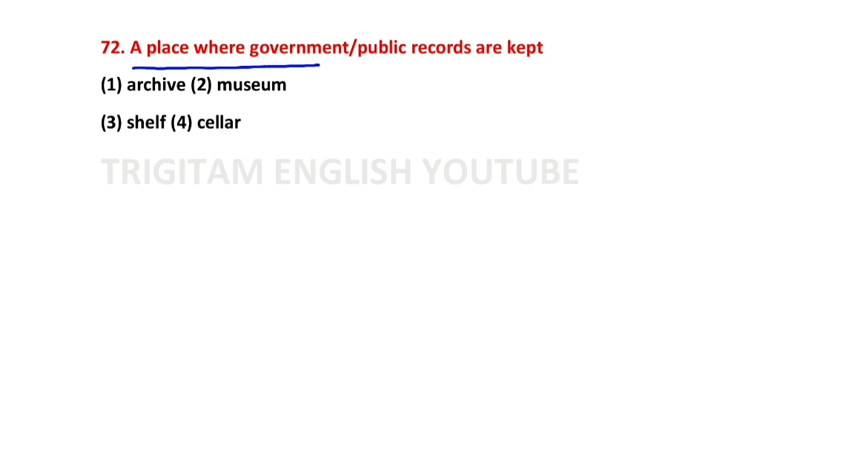 72. A place where government/public records are kept
(1) archive (2) museum
(3) shelf (4) cellar
TRIGITAM ENGLISH YOUTUBE